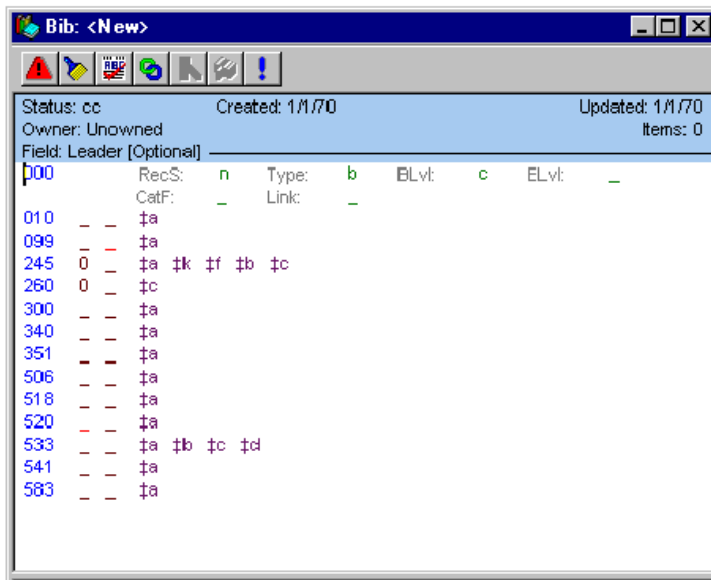 Bib: <New>
Status: cc Created: 1/1/70 Updated: 1/1/70
Owner: Unowned Items: 0
Field: Leader [Optional]
000 RecS: n Type: b BLvl: c ELvl: _
CatF: _ Link: _
010 _ _ ‡a
099 _ _ ‡a
245 0 _ ‡a ‡k ‡f ‡b ‡c
260 0 _ ‡c
300 _ _ ‡a
340 _ _ ‡a
351 _ _ ‡a
506 _ _ ‡a
518 _ _ ‡a
520 _ _ ‡a
533 _ _ ‡a ‡b ‡c ‡d
541 _ _ ‡a
583 _ _ ‡a